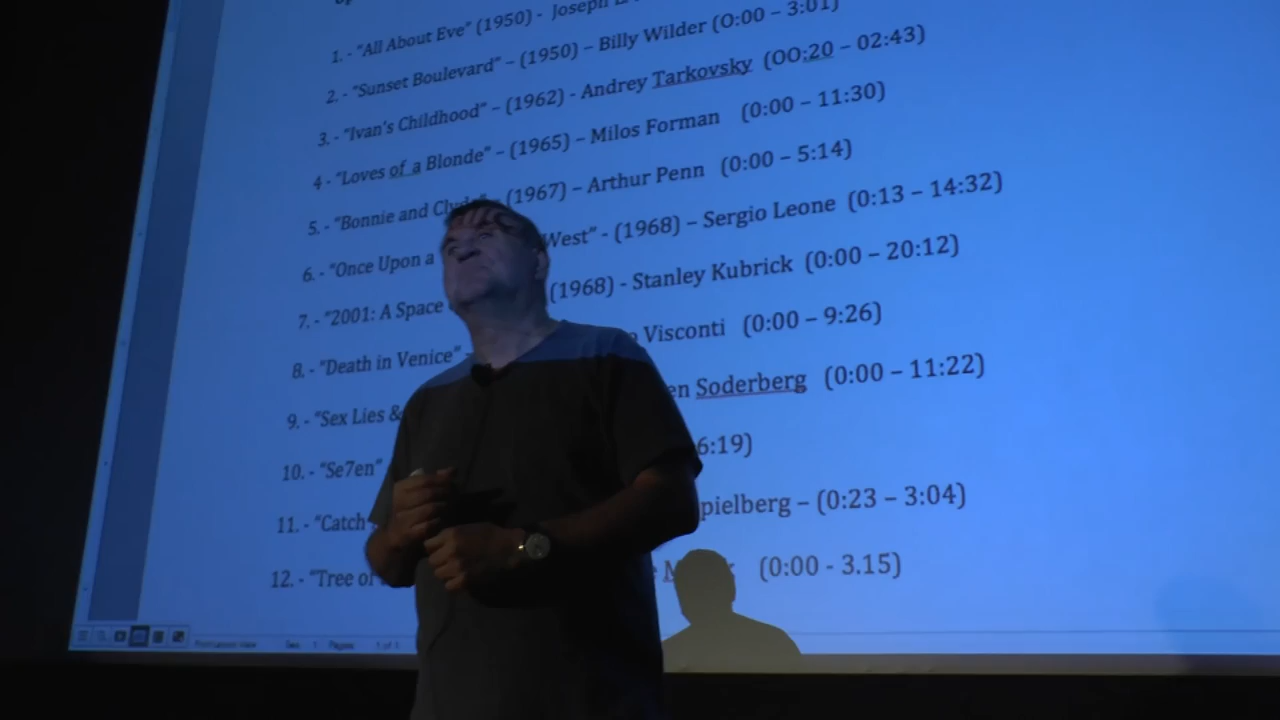 1. - "All About Eve" (1950) - Joseph L.
2. - "Sunset Boulevard" – (1950) – Billy Wilder (0:00 – 3:01)
3. - "Ivan's Childhood" – (1962) - Andrey Tarkovsky (00:20 – 02:43)
4 - "Loves of a Blonde" – (1965) – Milos Forman (0:00 – 11:30)
5. - "Bonnie and Clyde" – (1967) – Arthur Penn (0:00 – 5:14)
6. - "Once Upon a West" - (1968) – Sergio Leone (0:13 – 14:32)
7. - "2001: A Space (1968) - Stanley Kubrick (0:00 – 20:12)
8. - "Death in Venice" – Visconti (0:00 – 9:26)
9. - "Sex Lies & en Soderberg (0:00 – 11:22)
10. - "Se7en" 6:19)
11. - "Catch pielberg – (0:23 – 3:04)
12. - "Tree of (0:00 - 3.15)